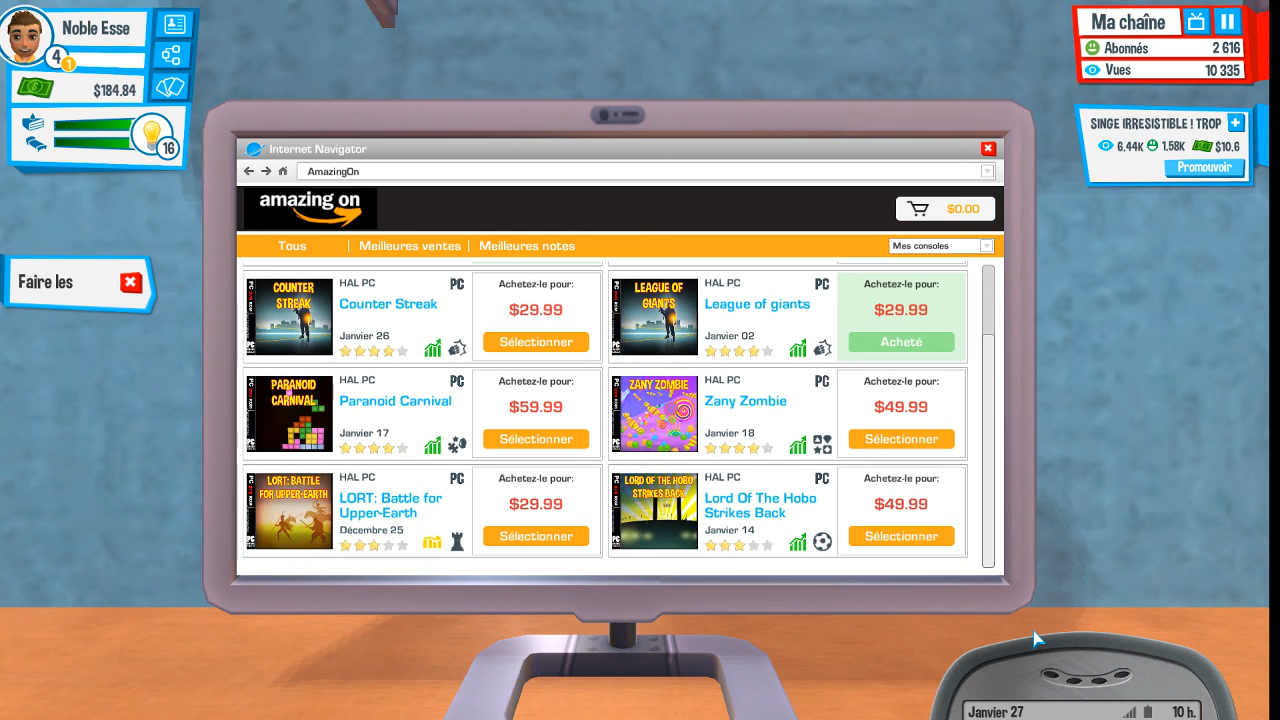 Noble Esse
4
1
$184.84
16
Ma chaîne
Abonnés 2 616
Vues 10 335
SINGE IRRESISTIBLE ! TROP
6.44K 1.58K $10.6
Promouvoir
Faire les
Internet Navigator
AmazingOn
amazing on
$0.00
Tous | Meilleures ventes | Meilleures notes
Mes consoles
COUNTER
STREAK
HAL PC PC
Counter Streak
Janvier 26
Achetez-le pour:
$29.99
Sélectionner
LEAGUE OF
GIANTS
HAL PC PC
League of giants
Janvier 02
Achetez-le pour:
$29.99
Acheté
PARANOID
CARNIVAL
HAL PC PC
Paranoid Carnival
Janvier 17
Achetez-le pour:
$59.99
Sélectionner
ZANY ZOMBIE
HAL PC PC
Zany Zombie
Janvier 18
Achetez-le pour:
$49.99
Sélectionner
LORT: BATTLE
FOR UPPER-EARTH
HAL PC PC
LORT: Battle for
Upper-Earth
Décembre 25
Achetez-le pour:
$29.99
Sélectionner
LORD OF THE HOBO
STRIKES BACK
HAL PC PC
Lord Of The Hobo
Strikes Back
Janvier 14
Achetez-le pour:
$49.99
Sélectionner
Janvier 27 10 h.